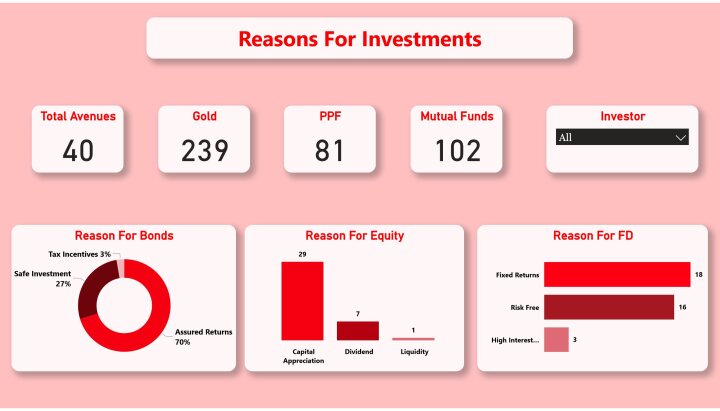 Reasons For Investments
Total Avenues
40
Gold
239
PPF
81
Mutual Funds
102
Investor
All
Reason For Bonds
Tax Incentives 3%
Safe Investment
27%
Assured Returns
70%
Reason For Equity
29
7
1
Capital
Appreciation
Dividend
Liquidity
Reason For FD
Fixed Returns
18
Risk Free
16
High Interest...
3